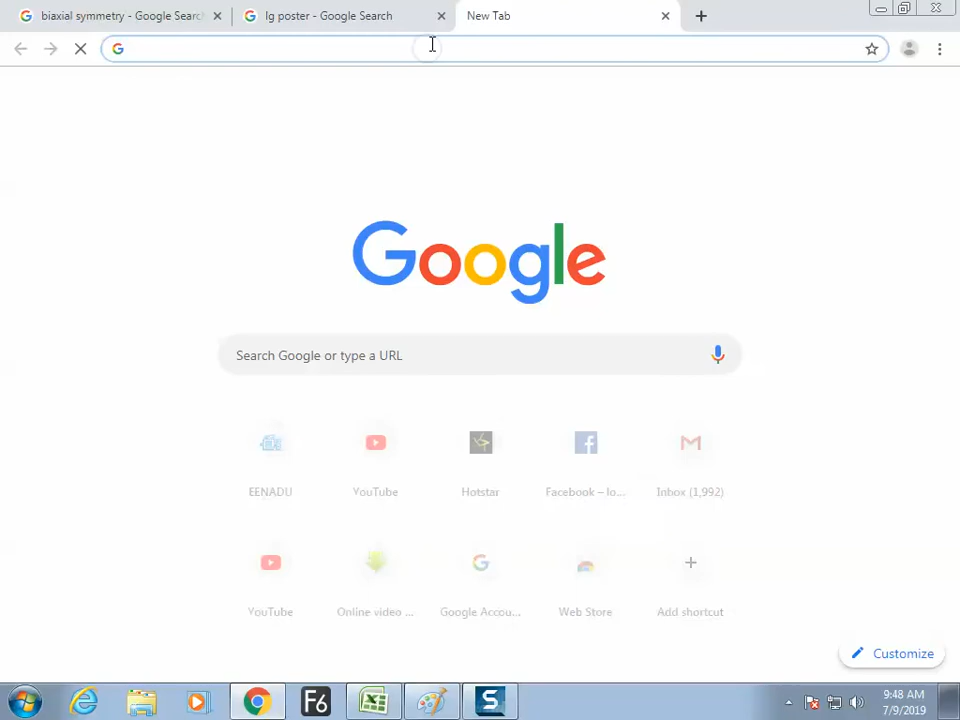 biaxial symmetry - Google Searc
lg poster - Google Search
New Tab
Google
Search Google or type a URL
EENADU
YouTube
Hotstar
Facebook – lo...
Inbox (1,992)
YouTube
Online video ...
Google Accou...
Web Store
Add shortcut
Customize
F6
S
9:48 AM
7/9/2019